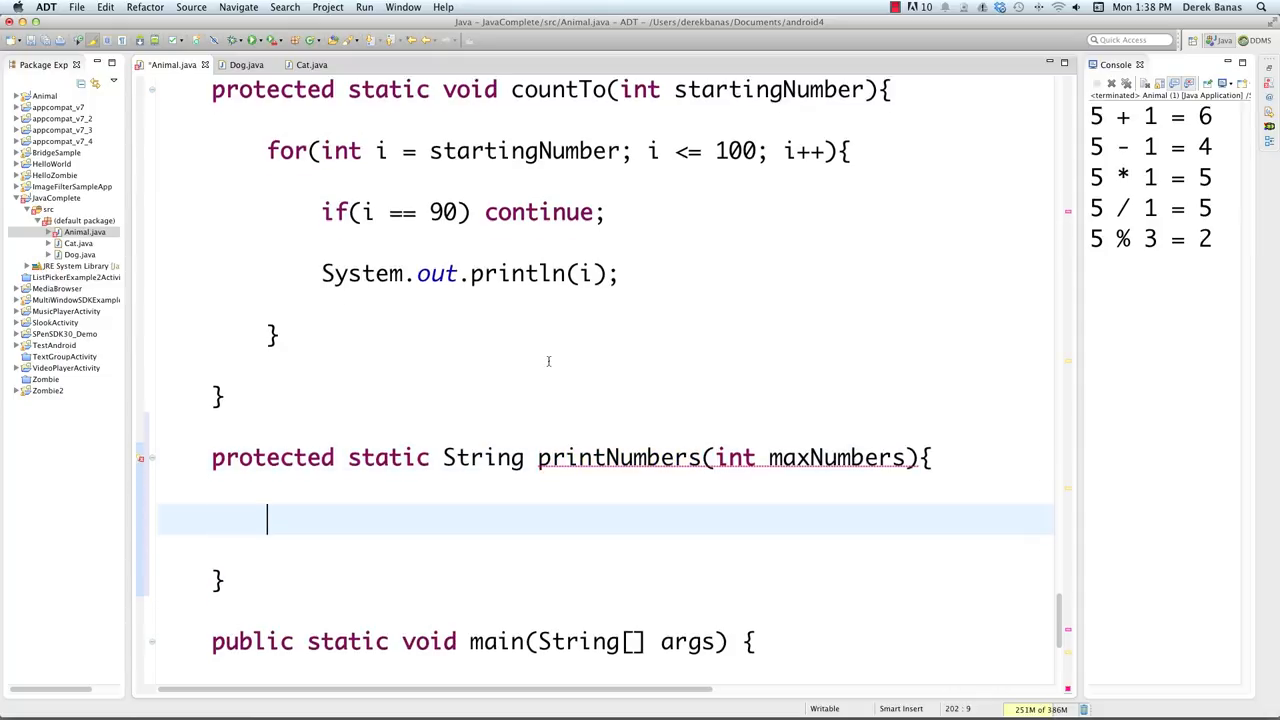 ADT File Edit Refactor Source Navigate Search Project Run Window Help 10 Mon 1:38 PM Derek Banas
Java – JavaComplete/src/Animal.java – ADT – /Users/derekbanas/Documents/android4
Quick Access Java DDMS
Package Exp
*Animal.java Dog.java Cat.java
Console
<terminated> Animal (1) [Java Application] /S
Animal
appcompat_v7
appcompat_v7_2
appcompat_v7_3
appcompat_v7_4
BridgeSample
HelloWorld
HelloZombie
ImageFilterSampleApp
JavaComplete
src
(default package)
Animal.java
Cat.java
Dog.java
JRE System Library [Ja
ListPickerExample2Activi
MediaBrowser
MultiWindowSDKExample
MusicPlayerActivity
SlookActivity
SPenSDK30_Demo
TestAndroid
TextGroupActivity
VideoPlayerActivity
Zombie
Zombie2
protected static void countTo(int startingNumber){
for(int i = startingNumber; i <= 100; i++){
if(i == 90) continue;
System.out.println(i);
}
}
protected static String printNumbers(int maxNumbers){
}
public static void main(String[] args) {
5 + 1 = 6
5 - 1 = 4
5 * 1 = 5
5 / 1 = 5
5 % 3 = 2
Writable Smart Insert 202 : 9 251M of 386M